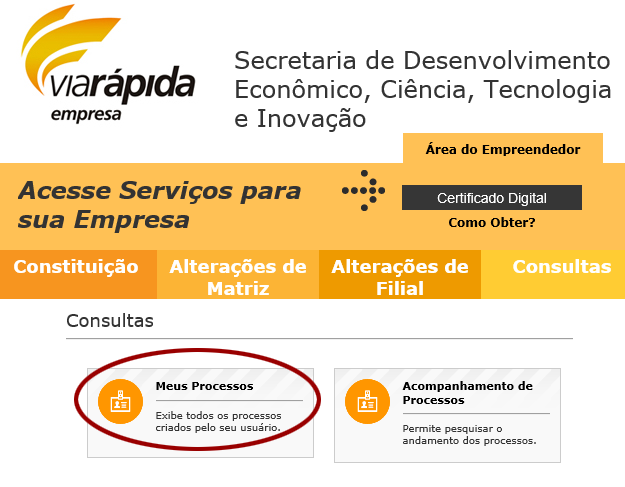 viarápida
empresa
Secretaria de Desenvolvimento
Econômico, Ciência, Tecnologia
e Inovação
Área do Empreendedor
Acesse Serviços para
sua Empresa
Certificado Digital
Como Obter?
Constituição
Alterações de
Matriz
Alterações de
Filial
Consultas
Consultas
Meus Processos
Exibe todos os processos
criados pelo seu usuário.
Acompanhamento de
Processos
Permite pesquisar o
andamento dos processos.